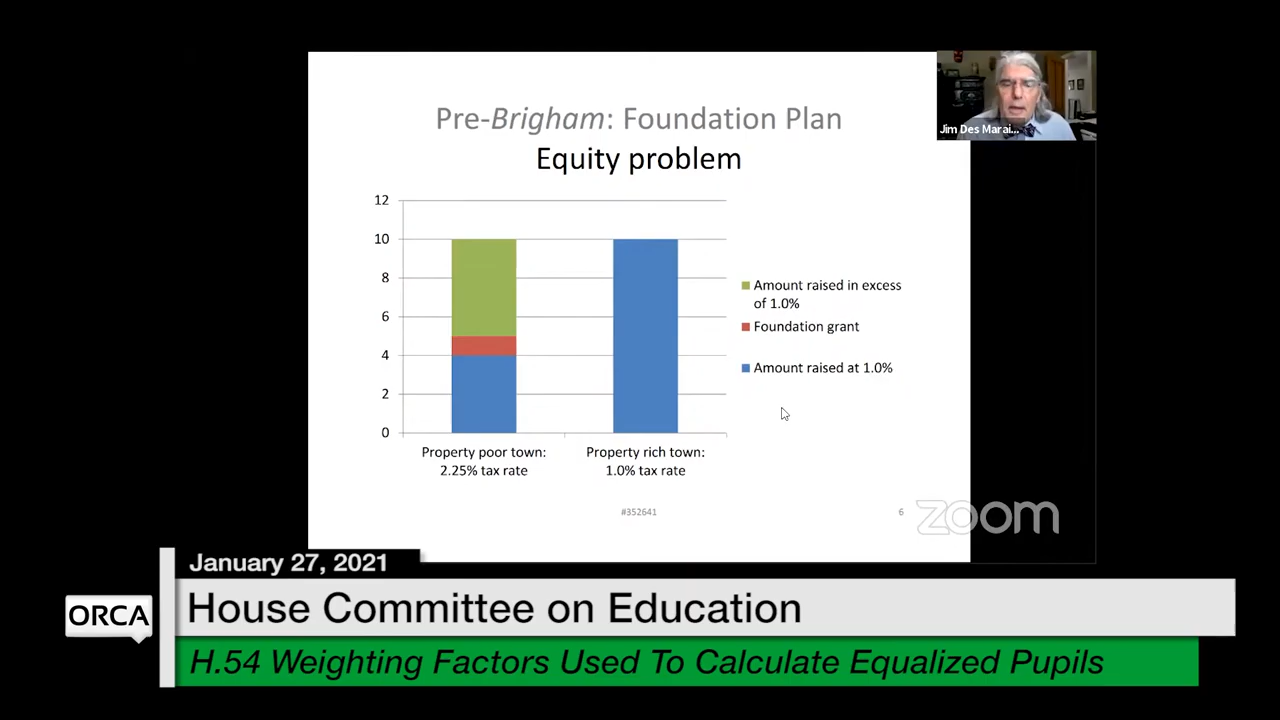 Pre-Brigham: Foundation Plan
Equity problem
Jim Des Marai...
12
10
8
6
4
2
0
Amount raised in excess
of 1.0%
Foundation grant
Amount raised at 1.0%
Property poor town:
2.25% tax rate
Property rich town:
1.0% tax rate
#352641
6
zoom
January 27, 2021
ORCA
House Committee on Education
H.54 Weighting Factors Used To Calculate Equalized Pupils